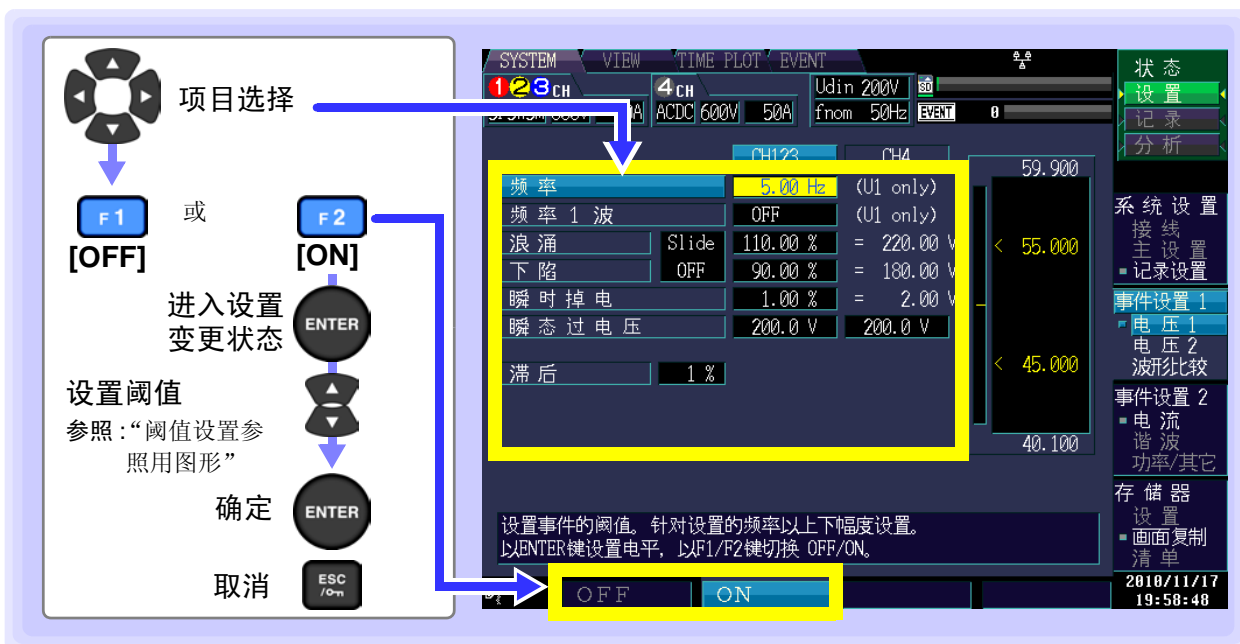 项目选择
F1
或
F2
[OFF]
[ON]
进入设置
变更状态
ENTER
设置阈值
参照:“阈值设置参
照用图形”
确定
ENTER
取消
ESC
SYSTEM VIEW TIME PLOT EVENT
123CH 4CH Udin 200V SD
ACDC 600V 50A fnom 50Hz EVENT 0
CH123 CH4
频率 5.00 Hz (U1 only)
频率1波 OFF (U1 only)
浪涌 Slide 110.00 % = 220.00 V
下陷 OFF 90.00 % = 180.00 V
瞬时掉电 1.00 % = 2.00 V
瞬态过电压 200.0 V 200.0 V
滞后 1 %
59.900
< 55.000
< 45.000
40.100
设置事件的阈值。针对设置的频率以上下幅度设置。
以ENTER键设置电平, 以F1/F2键切换 OFF/ON。
OFF ON
状态
设置
记录
分析
系统设置
接线
主设置
记录设置
事件设置 1
电压1
电压2
波形比较
事件设置 2
电流
谐波
功率/其它
存储器
设置
画面复制
清单
2010/11/17
19:58:48